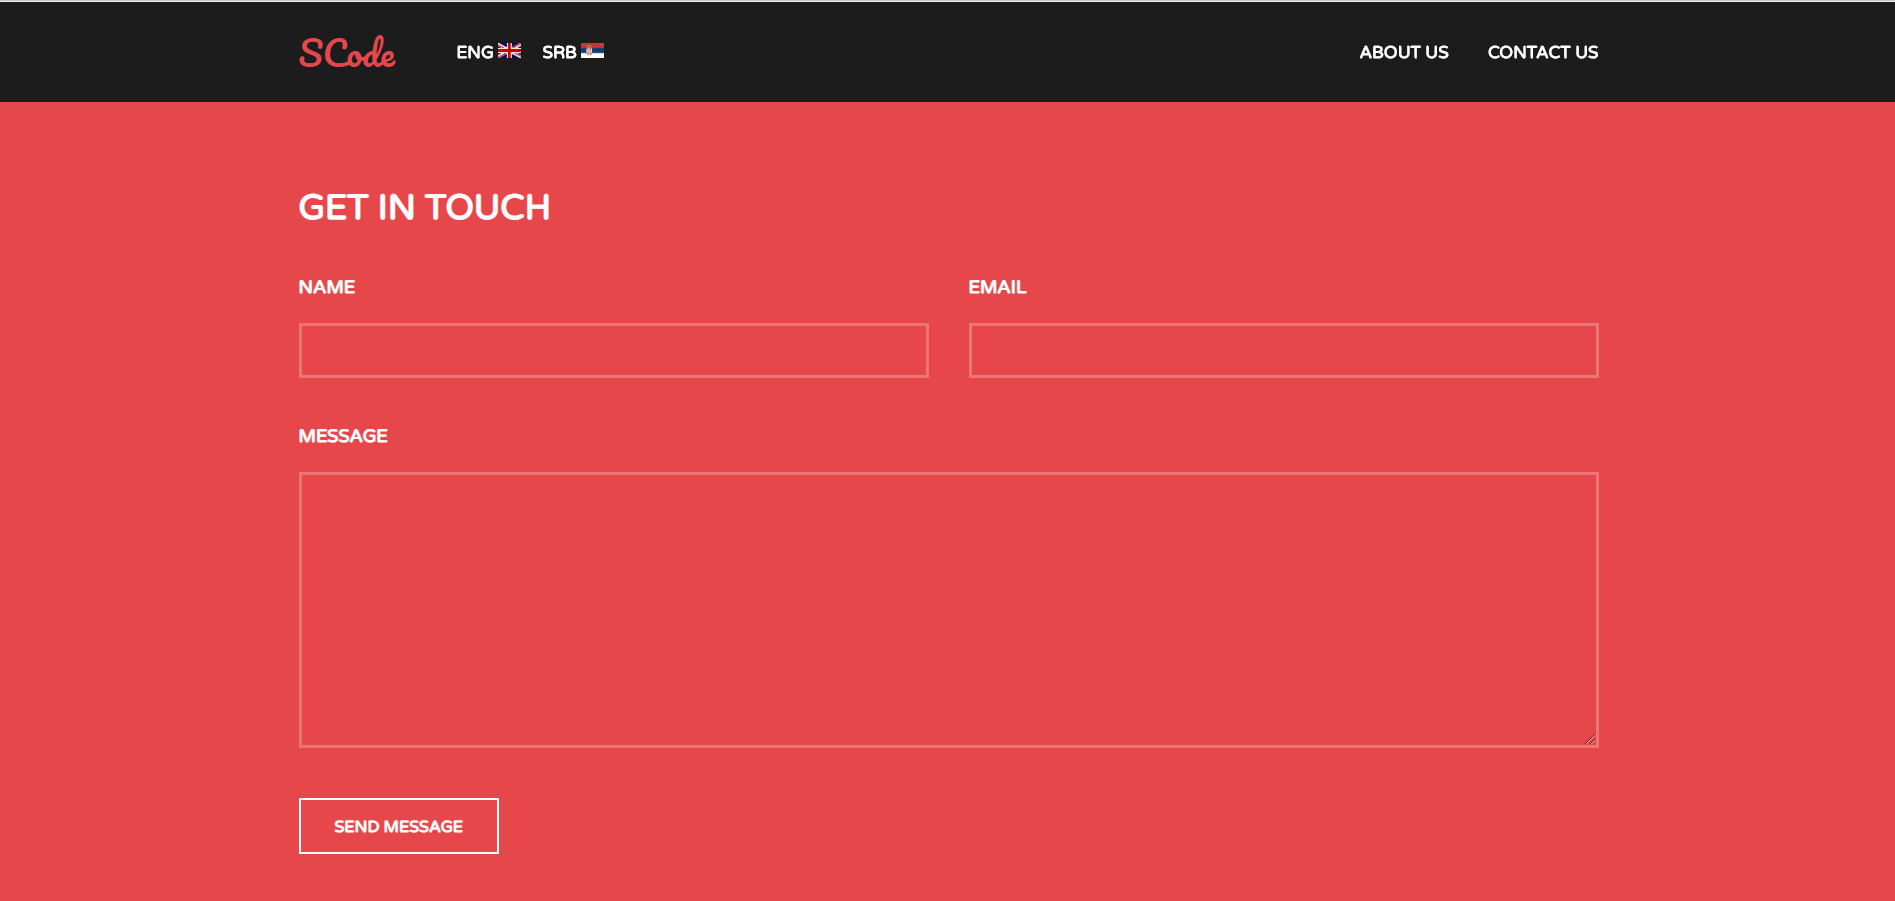 SCode ENG SRB ABOUT US CONTACT US
GET IN TOUCH
NAME EMAIL
MESSAGE
SEND MESSAGE